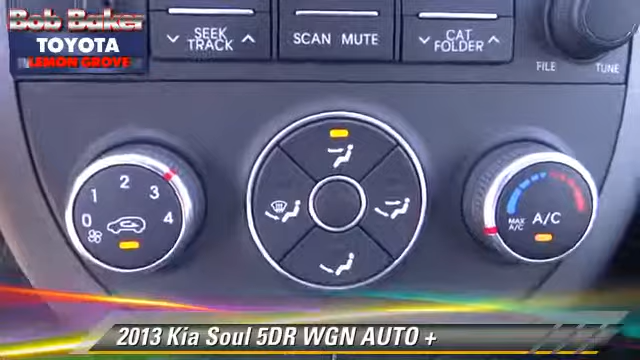 Bob Baker
TOYOTA
LEMON GROVE
SEEK
TRACK
SCAN MUTE
CAT
FOLDER
FILE
TUNE
0 1 2 3 4
MAX
A/C
A/C
2013 Kia Soul 5DR WGN AUTO +